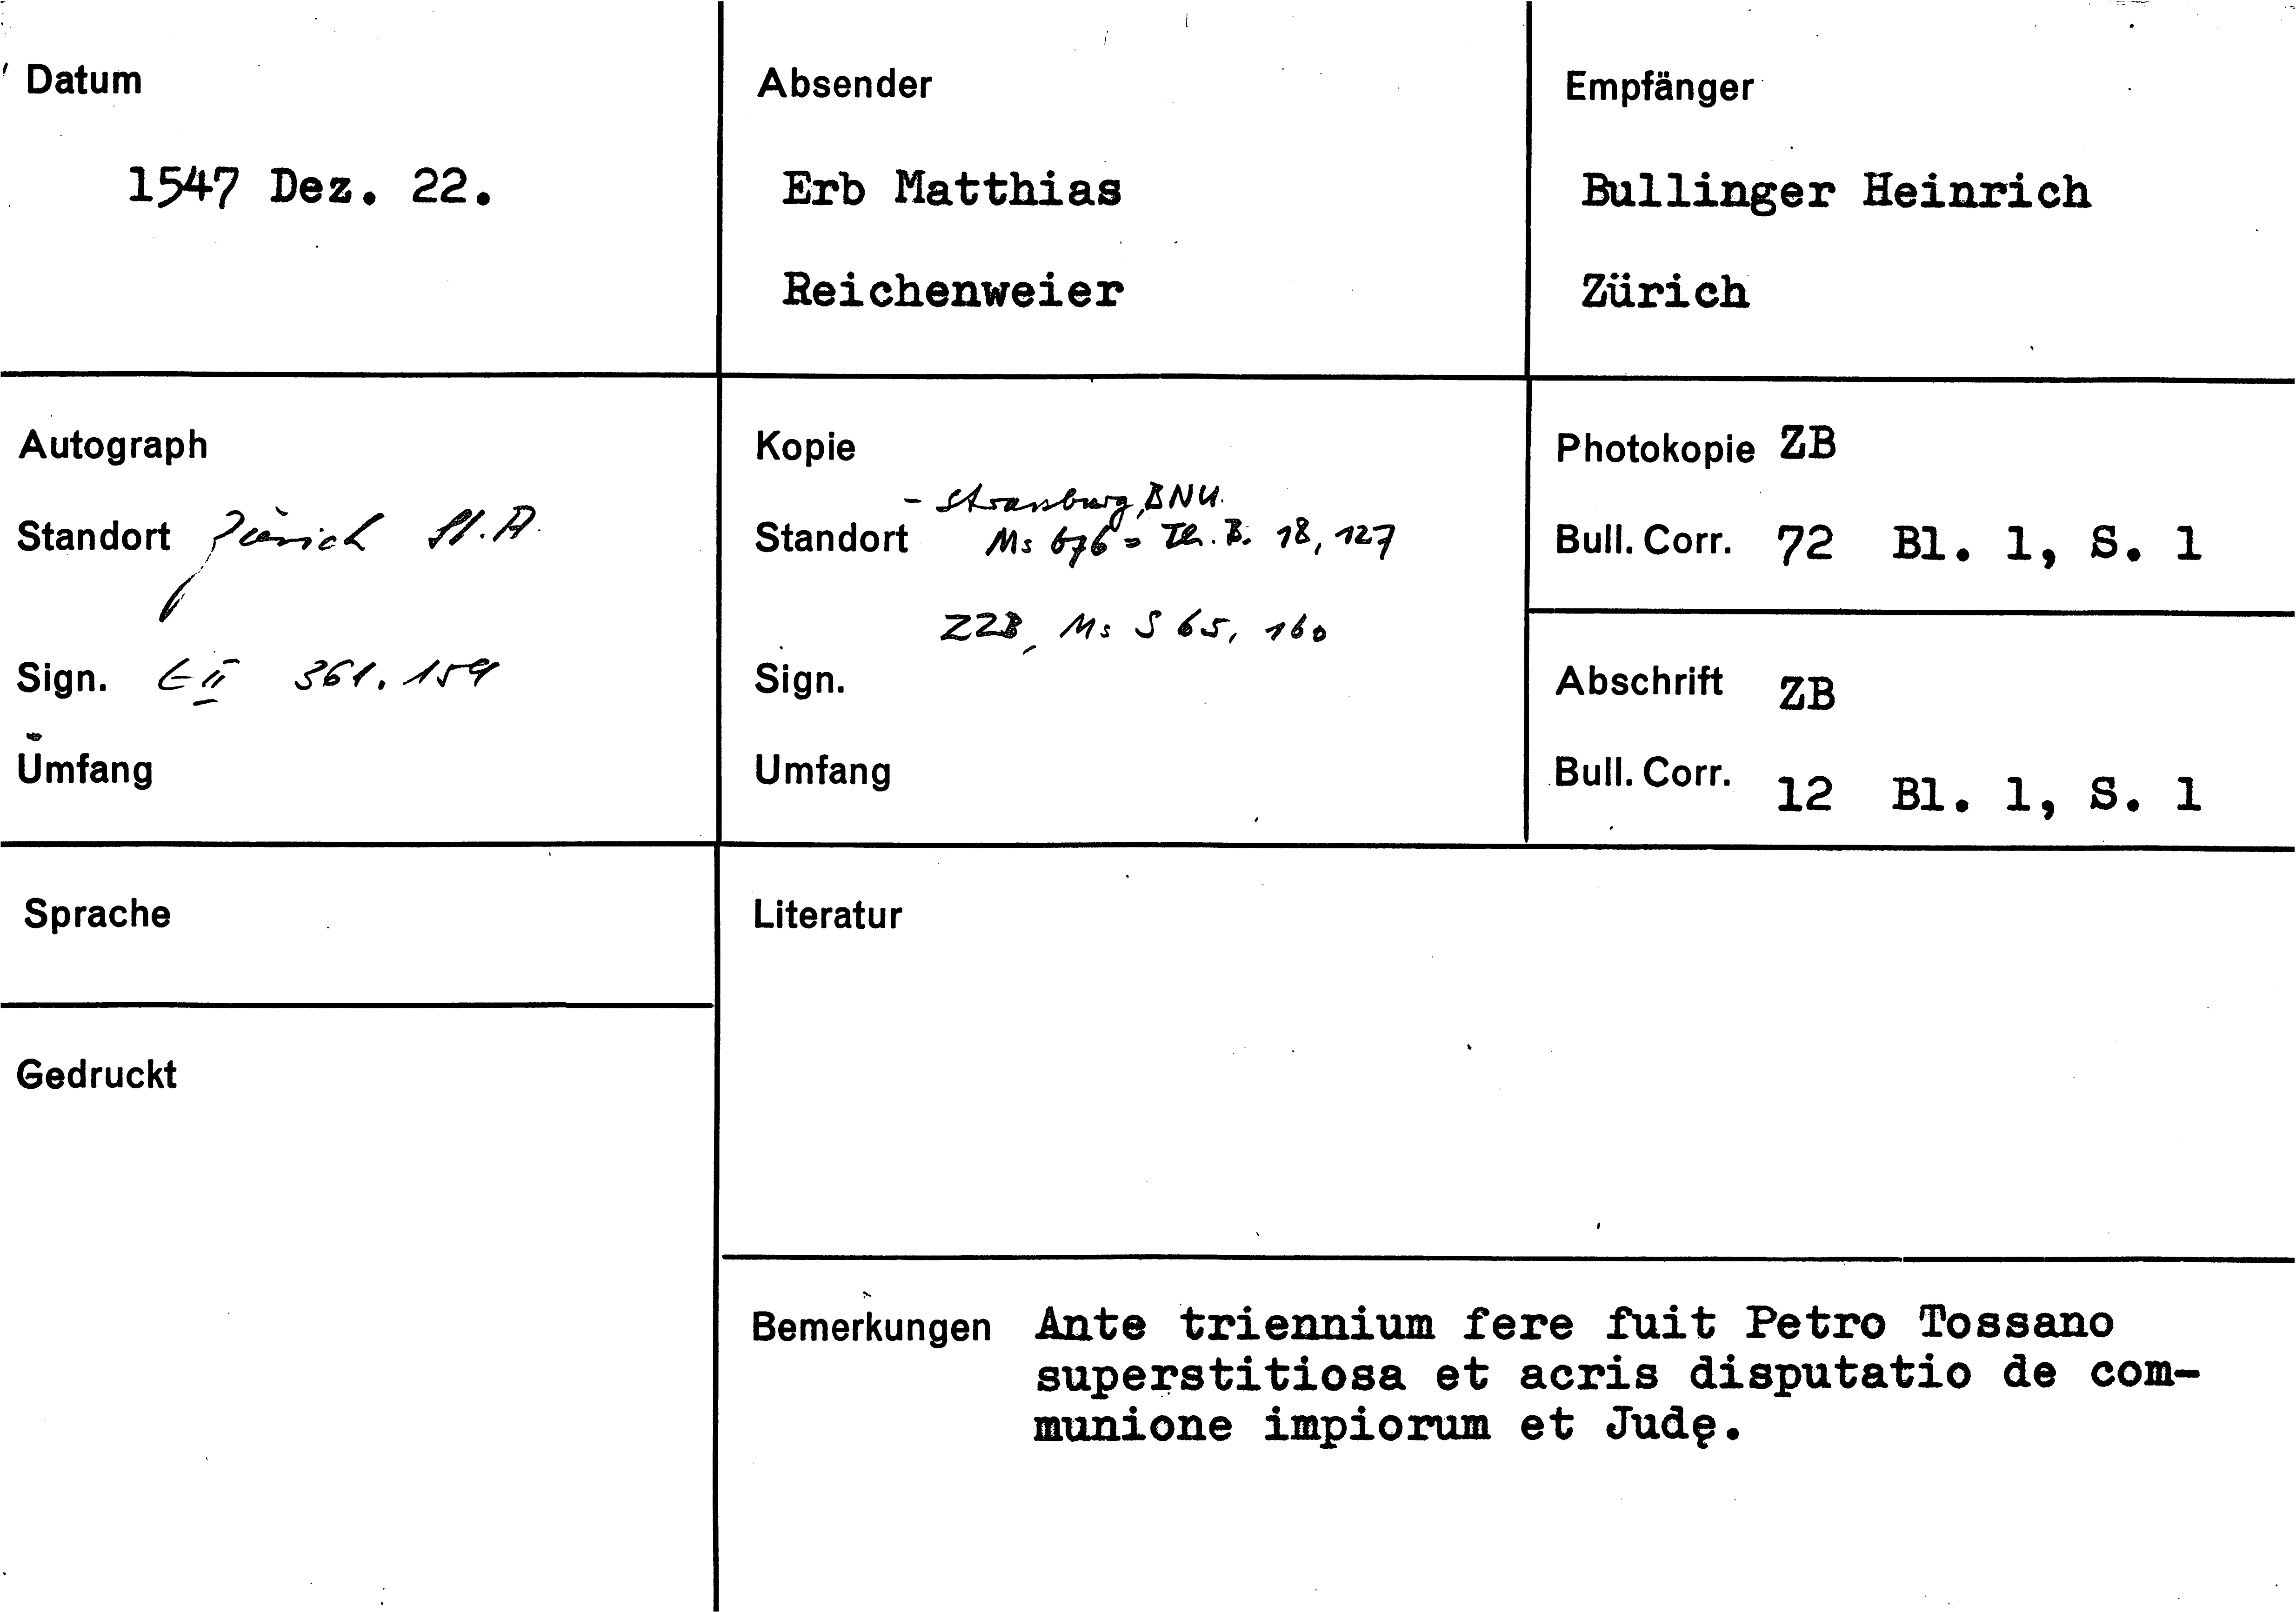 Datum
1547 Dez. 22.
Absender
Erb Matthias
Reichenweier
Empfänger
Bullinger Heinrich
Zürich
Autograph
Standort Zürich St.A.
Sign. E II 361. 159
Umfang
Kopie
- Strassburg, BNU.
Standort Ms 676 = Th. B. 18, 127
ZZB, Ms S 65, 160
Sign.
Umfang
Photokopie ZB
Bull. Corr. 72 Bl. 1, S. 1
Abschrift ZB
Bull. Corr. 12 Bl. 1, S. 1
Sprache
Gedruckt
Literatur
Bemerkungen Ante triennium fere fuit Petro Tossano
superstitiosa et acris disputatio de com-
munione impiorum et Judę.